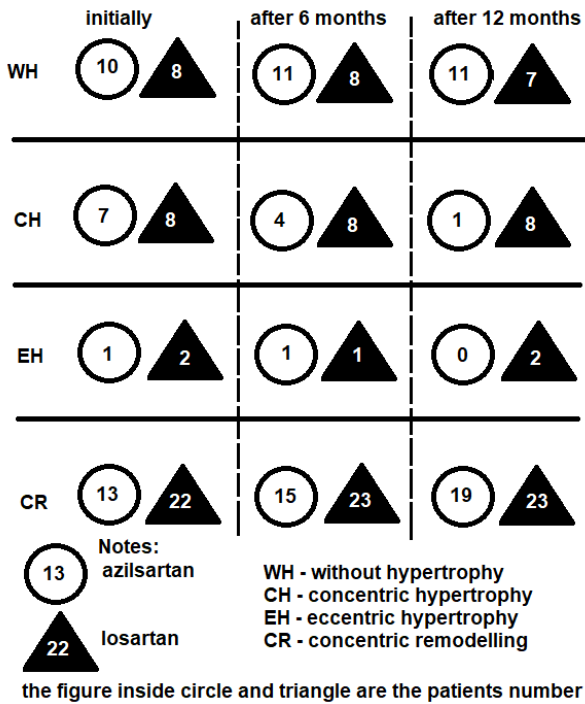 initially after 6 months after 12 months
WH 10 8 11 8 11 7
CH 7 8 4 8 1 8
EH 1 2 1 1 0 2
CR 13 22 15 23 19 23
Notes:
13 azilsartan
22 losartan
WH - without hypertrophy
CH - concentric hypertrophy
EH - eccentric hypertrophy
CR - concentric remodelling
the figure inside circle and triangle are the patients number